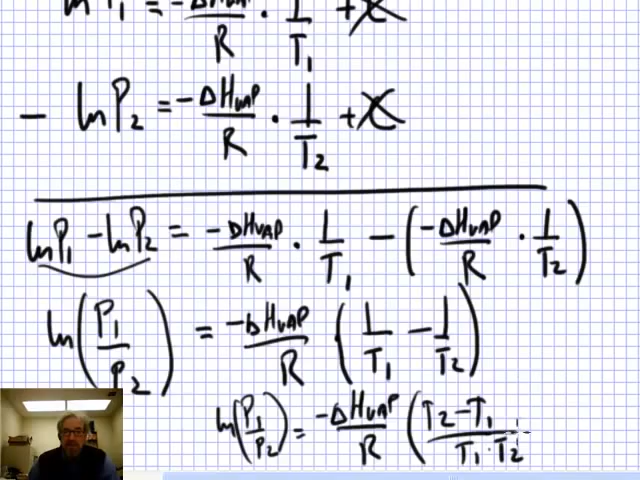 ln P₁ = -ΔHVAP/R · 1/T₁ + C
- ln P₂ = -ΔHVAP/R · 1/T₂ + C
ln P₁ - ln P₂ = -ΔHVAP/R · 1/T₁ - (-ΔHVAP/R · 1/T₂)
ln(P₁/P₂) = -ΔHVAP/R (1/T₁ - 1/T₂)
ln(P₁/P₂) = -ΔHVAP/R (T₂ - T₁/T₁ · T₂